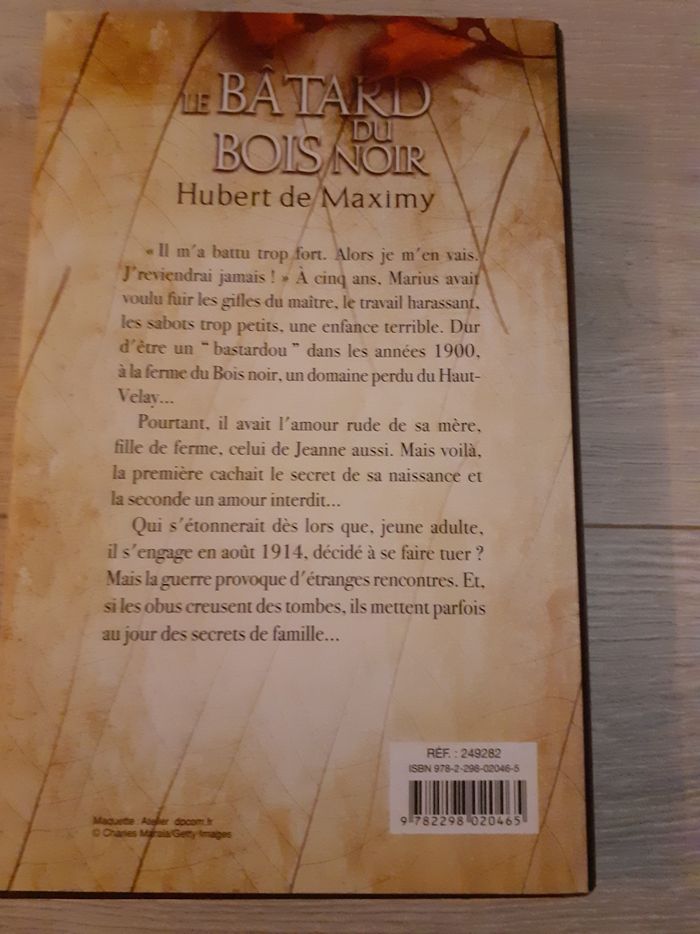 LE BÂTARD
DU
BOIS NOIR
Hubert de Maximy
« Il m'a battu trop fort. Alors je m'en vais.
J'reviendrai jamais ! » À cinq ans, Marius avait
voulu fuir les gifles du maître, le travail harassant,
les sabots trop petits, une enfance terrible. Dur
d'être un " bastardou " dans les années 1900,
à la ferme du Bois noir, un domaine perdu du Haut-
Velay...
Pourtant, il avait l'amour rude de sa mère,
fille de ferme, celui de Jeanne aussi. Mais voilà,
la première cachait le secret de sa naissance et
la seconde un amour interdit...
Qui s'étonnerait dès lors que, jeune adulte,
il s'engage en août 1914, décidé à se faire tuer ?
Mais la guerre provoque d'étranges rencontres. Et,
si les obus creusent des tombes, ils mettent parfois
au jour des secrets de famille...
RÉF. : 249282
ISBN 978-2-298-02046-5
9 782298 020465
Maquette : Atelier dpcom.fr
© Charles Maraia/Getty Images